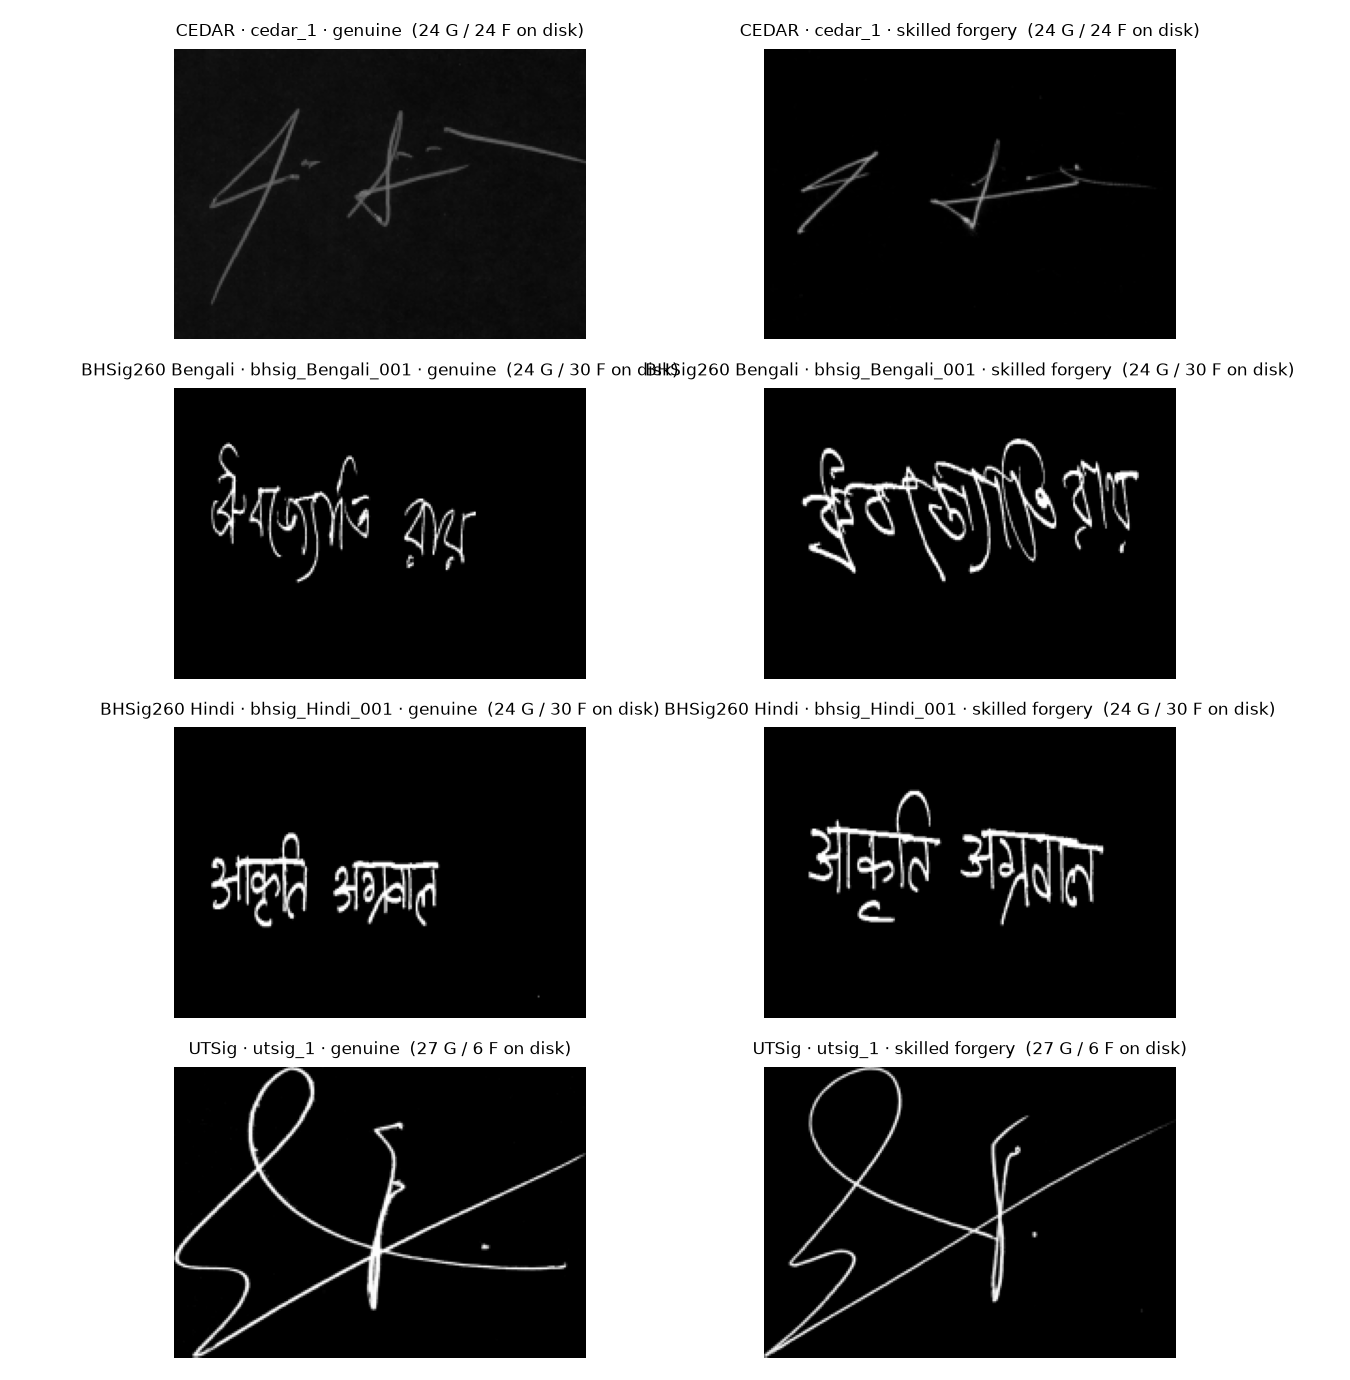 CEDAR · cedar_1 · genuine (24 G / 24 F on disk)
CEDAR · cedar_1 · skilled forgery (24 G / 24 F on disk)
BHSig260 Bengali · bhsig_Bengali_001 · genuine (24 G / 30 F on disk)
BHSig260 Bengali · bhsig_Bengali_001 · skilled forgery (24 G / 30 F on disk)
ধ্রুবজ্যোতি রায়
ধ্রুবজ্যোতি রায়
BHSig260 Hindi · bhsig_Hindi_001 · genuine (24 G / 30 F on disk)
BHSig260 Hindi · bhsig_Hindi_001 · skilled forgery (24 G / 30 F on disk)
आकृति अग्रवाल
आकृति अग्रवाल
UTSig · utsig_1 · genuine (27 G / 6 F on disk)
UTSig · utsig_1 · skilled forgery (27 G / 6 F on disk)